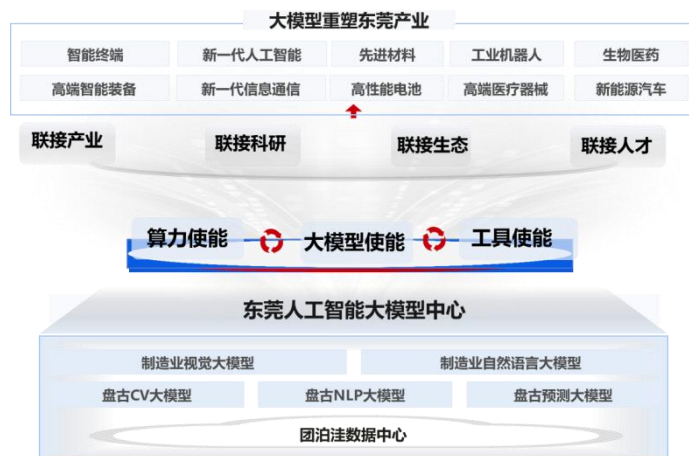 大模型重塑东莞产业
智能终端 新一代人工智能 先进材料 工业机器人 生物医药
高端智能装备 新一代信息通信 高性能电池 高端医疗器械 新能源汽车
联接产业 联接科研 联接生态 联接人才
算力使能 大模型使能 工具使能
东莞人工智能大模型中心
制造业视觉大模型 制造业自然语言大模型
盘古CV大模型 盘古NLP大模型 盘古预测大模型
团泊洼数据中心